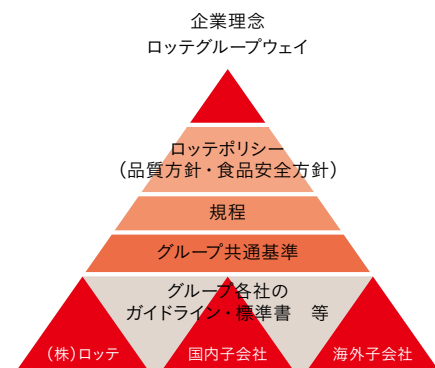 企業理念
ロッテグループウェイ
ロッテポリシー
（品質方針・食品安全方針）
規程
グループ共通基準
グループ各社の
ガイドライン・標準書　等
（株）ロッテ
国内子会社
海外子会社